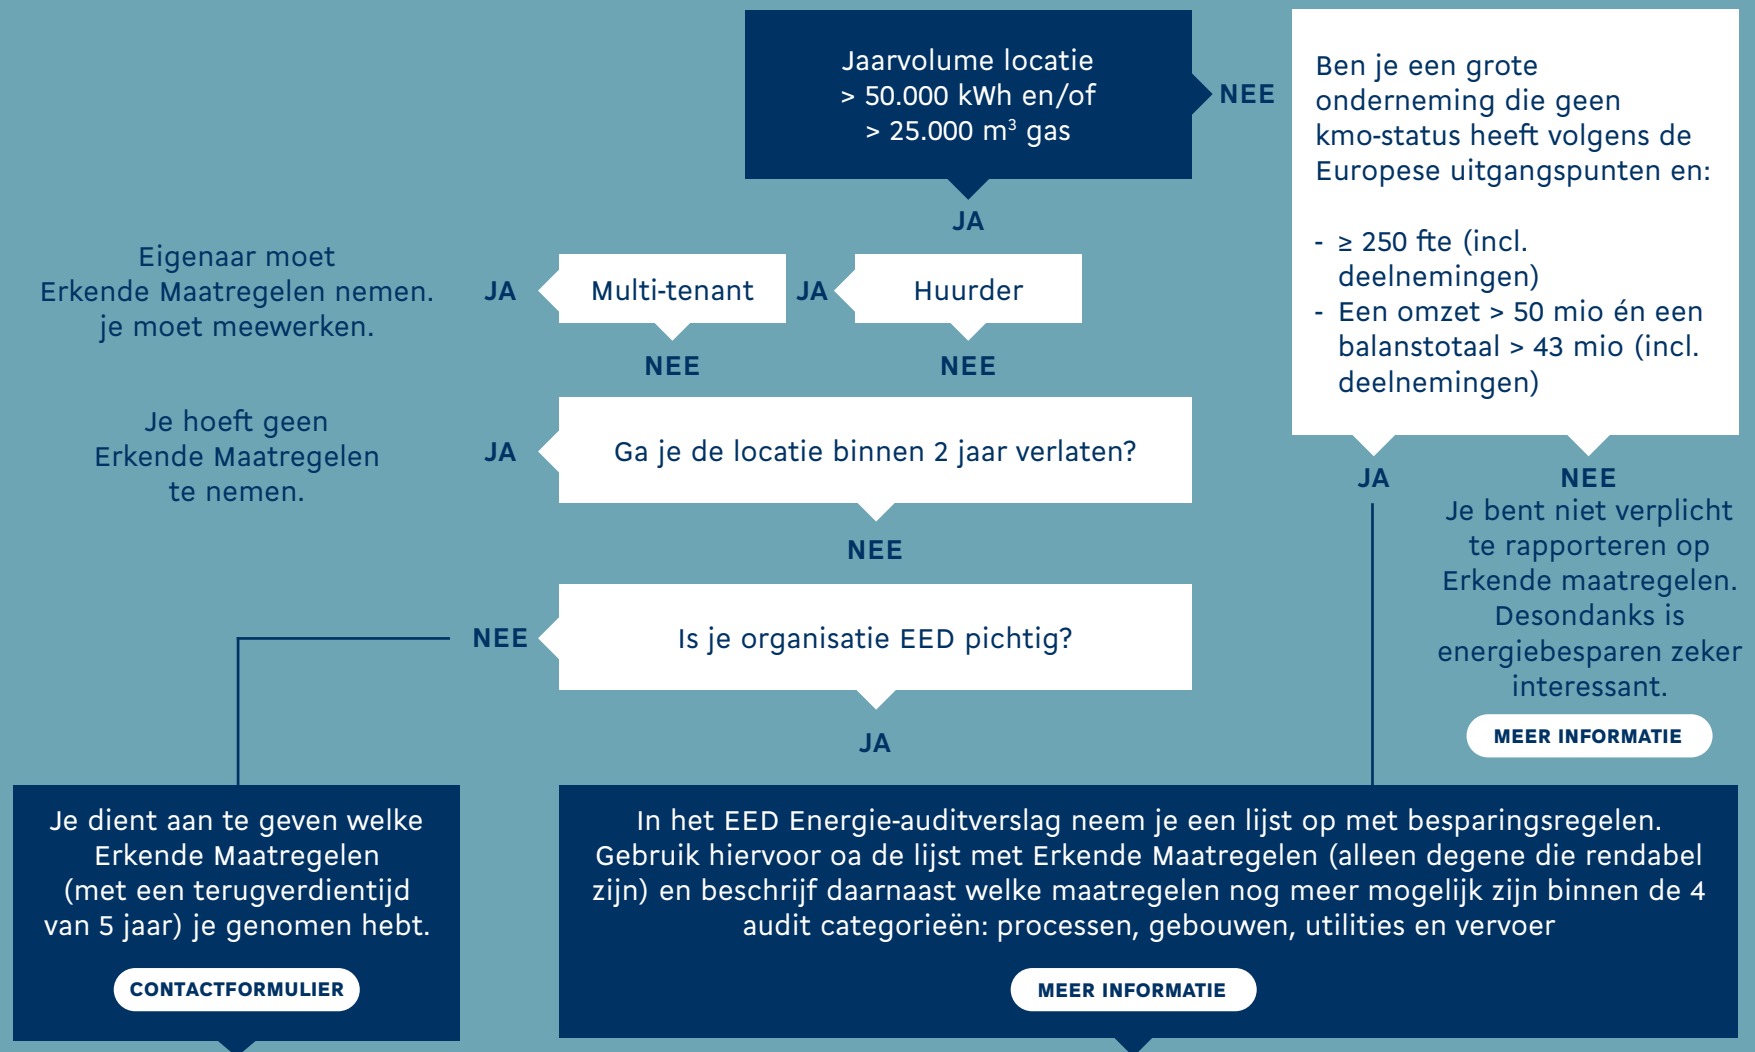 Jaarvolume locatie
> 50.000 kWh en/of
> 25.000 m³ gas
NEE
JA
Ben je een grote
onderneming die geen
kmo-status heeft volgens de
Europese uitgangspunten en:
- ≥ 250 fte (incl.
deelnemingen)
- Een omzet > 50 mio én een
balanstotaal > 43 mio (incl.
deelnemingen)
JA
NEE
Je bent niet verplicht
te rapporteren op
Erkende maatregelen.
Desondanks is
energiebesparen zeker
interessant.
MEER INFORMATIE
Huurder
JA
NEE
Multi-tenant
JA
NEE
Eigenaar moet
Erkende Maatregelen nemen.
je moet meewerken.
Ga je de locatie binnen 2 jaar verlaten?
JA
NEE
Je hoeft geen
Erkende Maatregelen
te nemen.
Is je organisatie EED pichtig?
NEE
JA
Je dient aan te geven welke
Erkende Maatregelen
(met een terugverdientijd
van 5 jaar) je genomen hebt.
CONTACTFORMULIER
In het EED Energie-auditverslag neem je een lijst op met besparingsregelen.
Gebruik hiervoor oa de lijst met Erkende Maatregelen (alleen degene die rendabel
zijn) en beschrijf daarnaast welke maatregelen nog meer mogelijk zijn binnen de 4
audit categorieën: processen, gebouwen, utilities en vervoer
MEER INFORMATIE